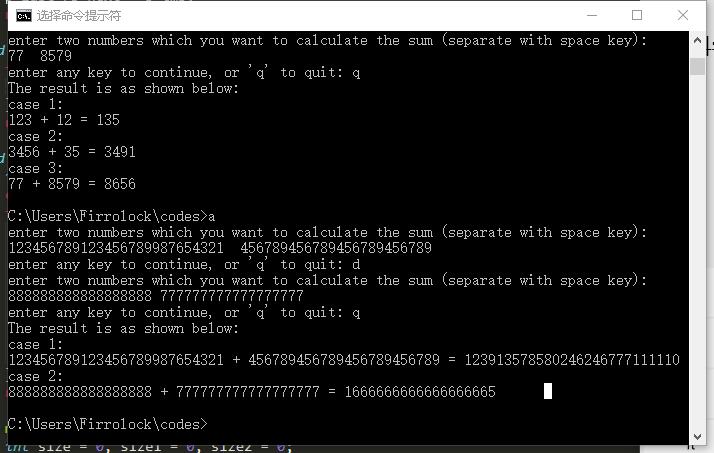 选择命令提示符
enter two numbers which you want to calculate the sum (separate with space key):
77  8579
enter any key to continue, or 'q' to quit: q
The result is as shown below:
case 1:
123 + 12 = 135
case 2:
3456 + 35 = 3491
case 3:
77 + 8579 = 8656
C:\Users\Firrolock\codes>a
enter two numbers which you want to calculate the sum (separate with space key):
123456789123456789987654321  456789456789456789456789
enter any key to continue, or 'q' to quit: d
enter two numbers which you want to calculate the sum (separate with space key):
888888888888888888 777777777777777777
enter any key to continue, or 'q' to quit: q
The result is as shown below:
case 1:
123456789123456789987654321 + 456789456789456789456789 = 123913578580246246777111110
case 2:
888888888888888888 + 777777777777777777 = 1666666666666666665
C:\Users\Firrolock\codes>
int size = 0, size1 = 0, size2 = 0;